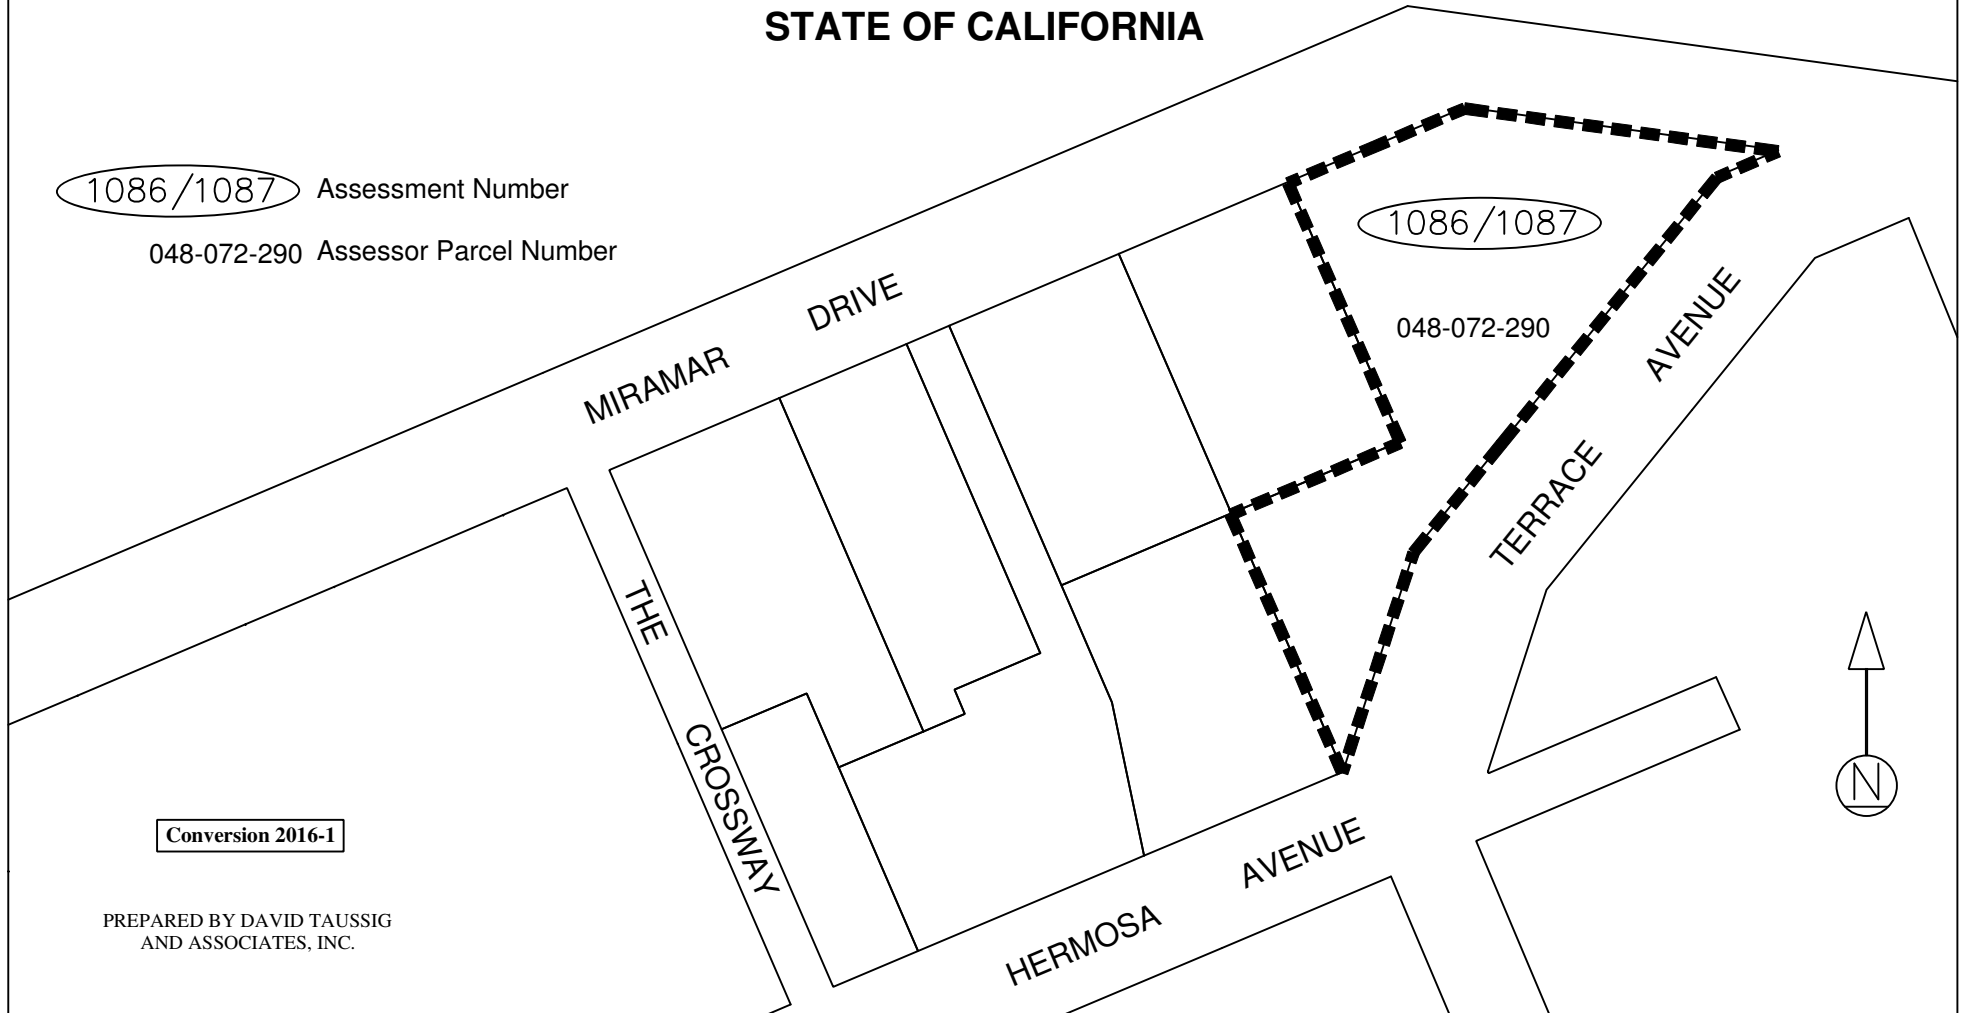 STATE OF CALIFORNIA
1086/1087 Assessment Number
048-072-290 Assessor Parcel Number
1086/1087
048-072-290
MIRAMAR DRIVE
TERRACE AVENUE
THE CROSSWAY
HERMOSA AVENUE
N
Conversion 2016-1
PREPARED BY DAVID TAUSSIG
AND ASSOCIATES, INC.